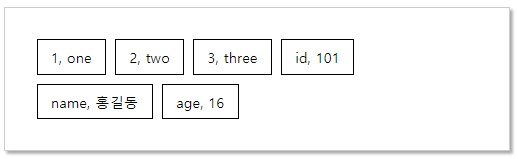 1, one 2, two 3, three id, 101
name, 홍길동 age, 16